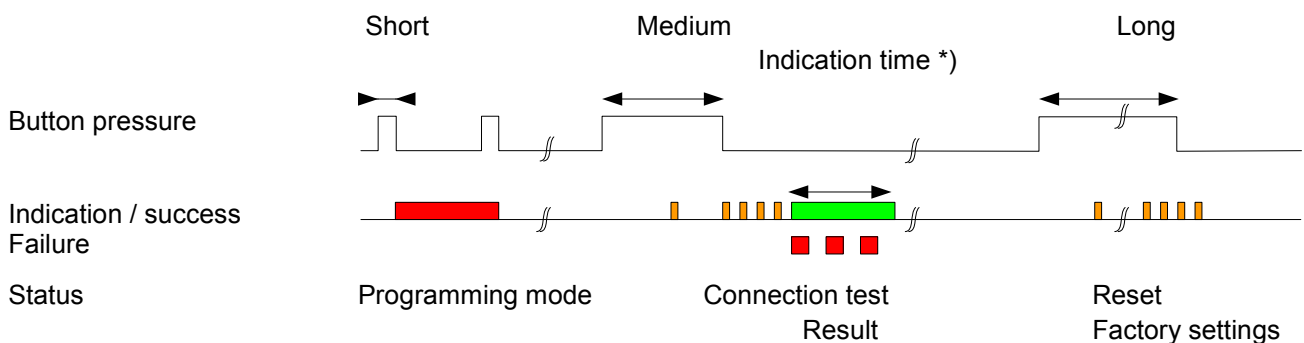 Short Medium Long
Indication time *)
Button pressure
Indication / success
Failure
Status Programming mode Connection test Reset
Result Factory settings